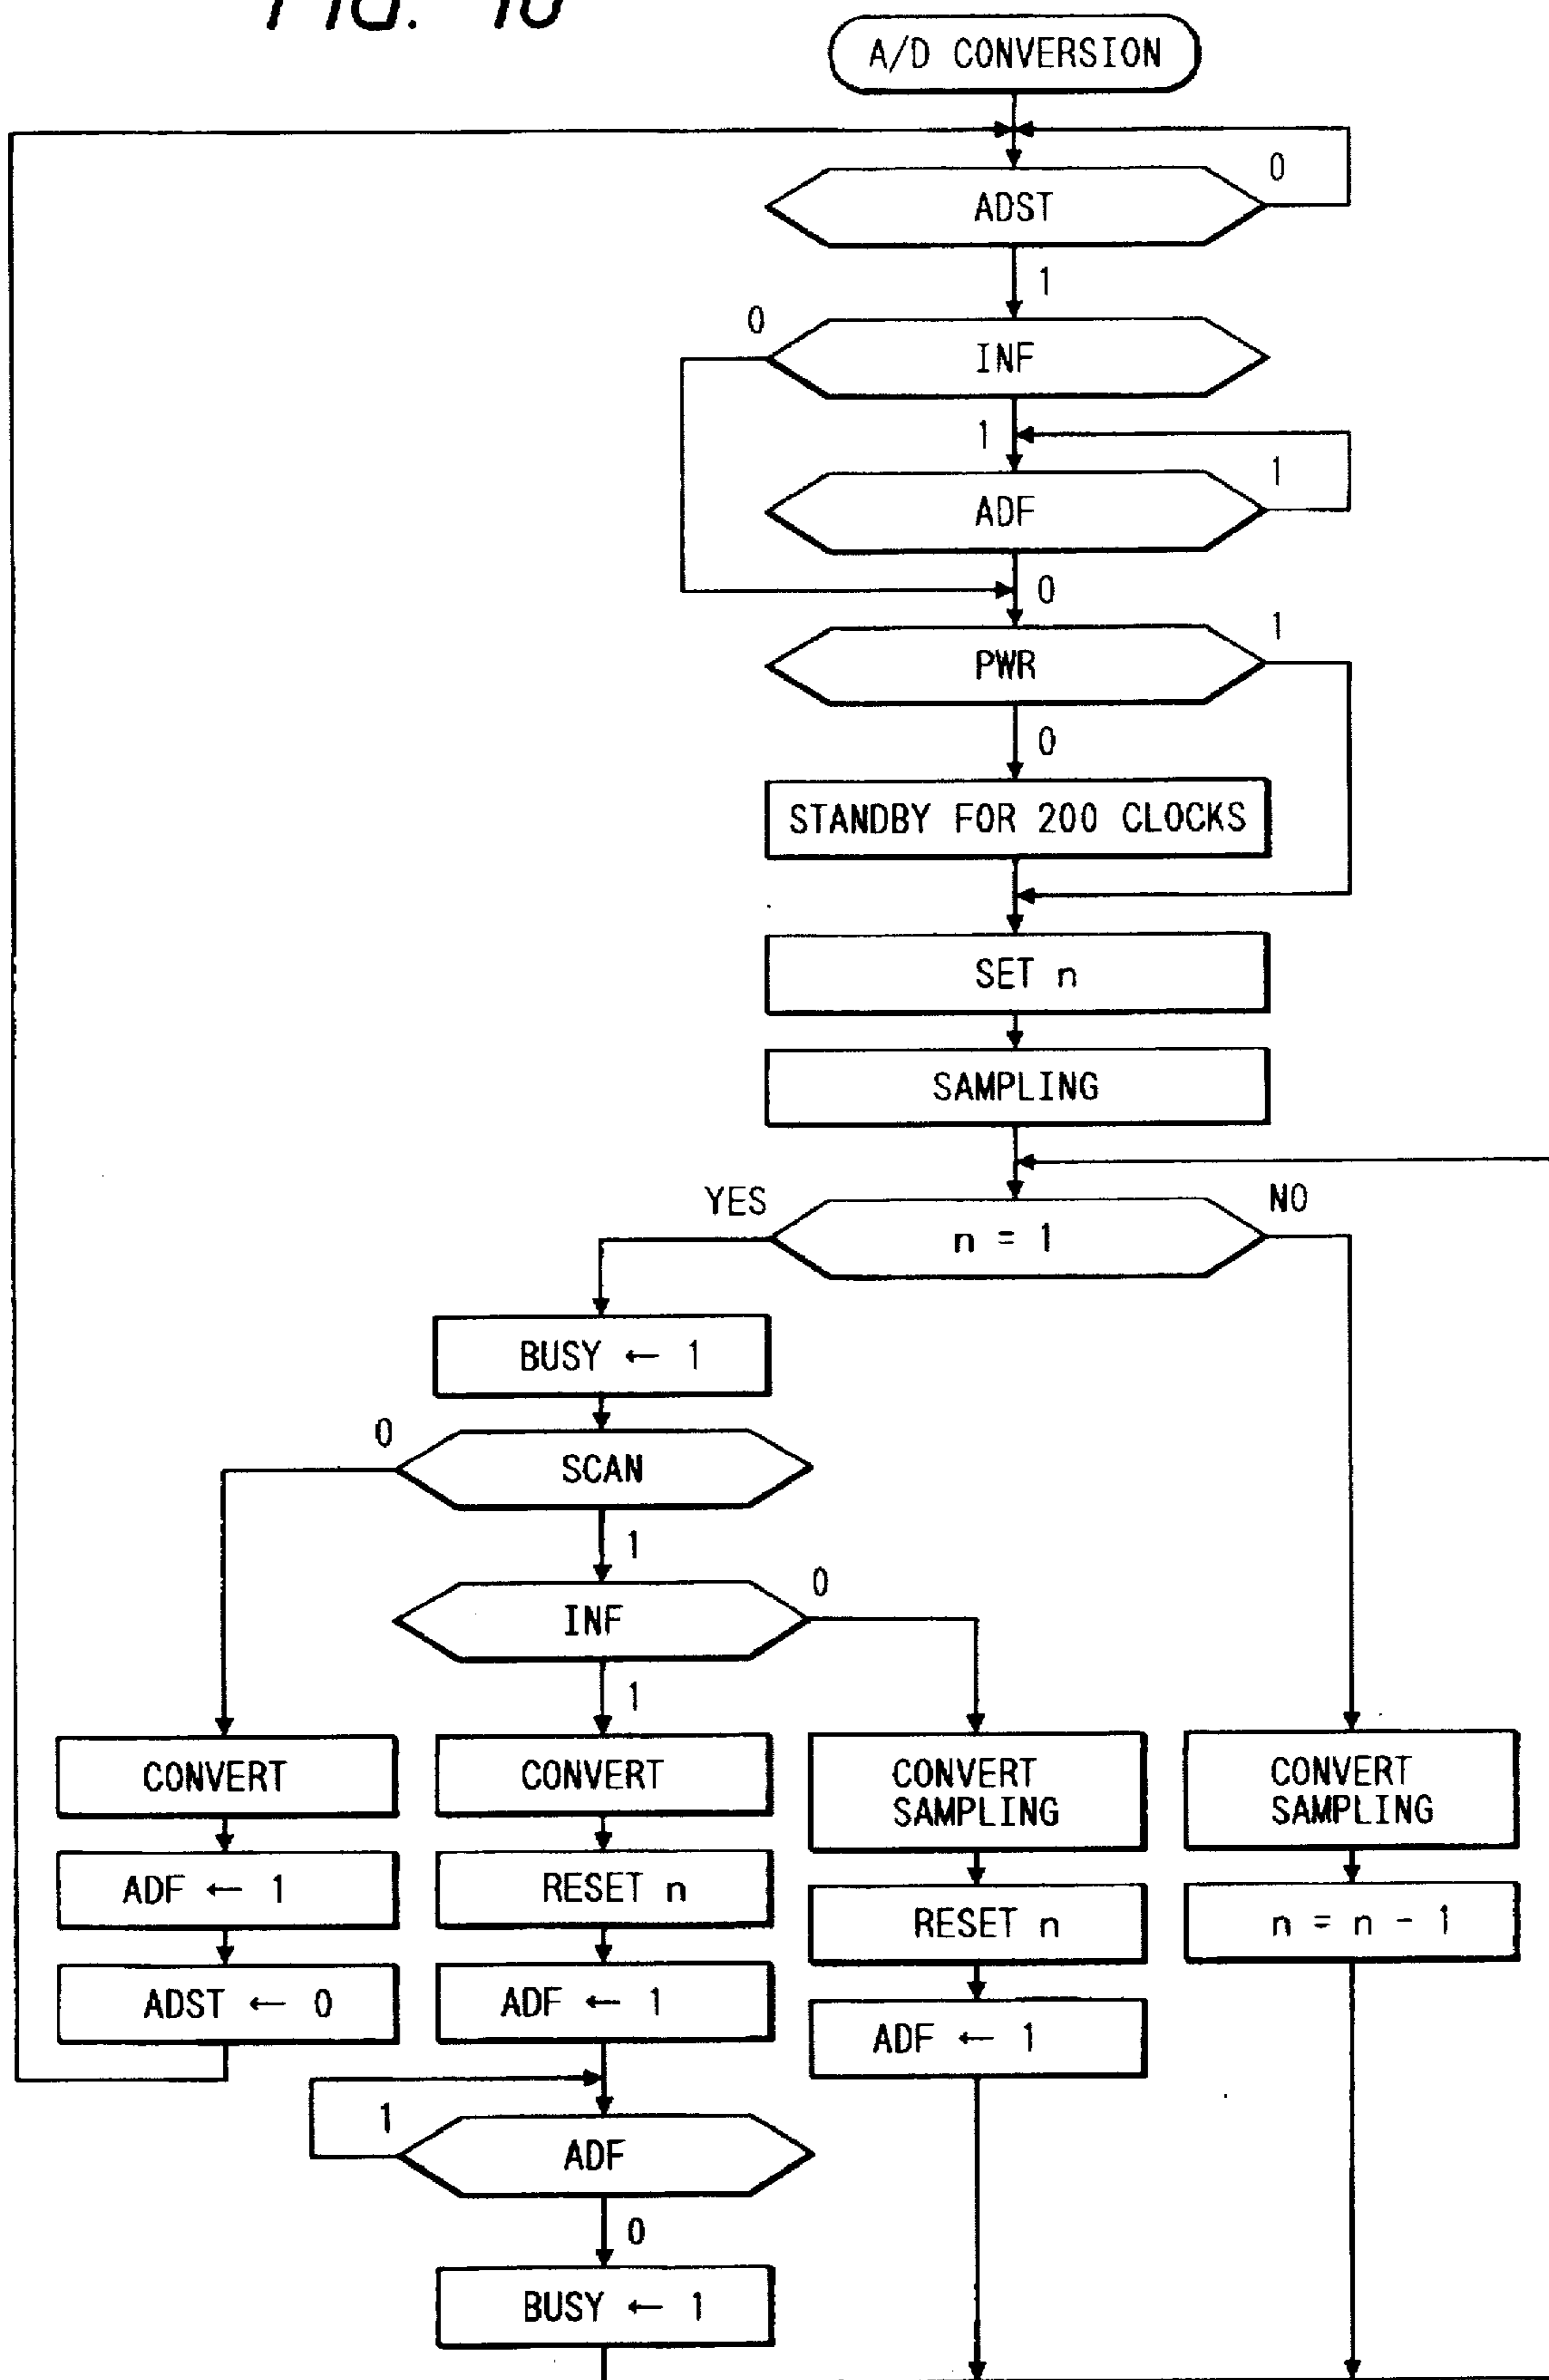 FIG. 10
A/D CONVERSION
ADST
0
1
0
INF
1
1
ADF
0
1
PWR
0
STANDBY FOR 200 CLOCKS
SET n
SAMPLING
YES
NO
n = 1
BUSY ← 1
0
SCAN
1
0
INF
1
CONVERT
CONVERT
CONVERT
SAMPLING
CONVERT
SAMPLING
ADF ← 1
RESET n
RESET n
n = n - 1
ADST ← 0
ADF ← 1
ADF ← 1
1
ADF
0
BUSY ← 1